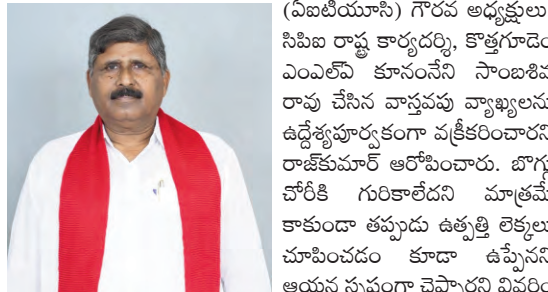 (ఏఐటియూసి) గౌరవ అధ్యక్షులు
సిపిఐ రాష్ట్ర కార్యదర్శి, కొత్తగూడెం
ఎంఎల్ఏ కూనంనేని సాంబశివ
రావు చేసిన వాస్తవపు వ్యాఖ్యలను
ఉద్దేశ్యపూర్వకంగా వక్రీకరించారని
రాజ్‌కుమార్ ఆరోపించారు. బొగ్గు
చోరీకి గురికాలేదని మాత్రమే
కాకుండా తప్పుడు ఉత్పత్తి లెక్కలు
చూపించడం కూడా ఉప్పేనని
ఆయన స్పష్టంగా చెప్పారని